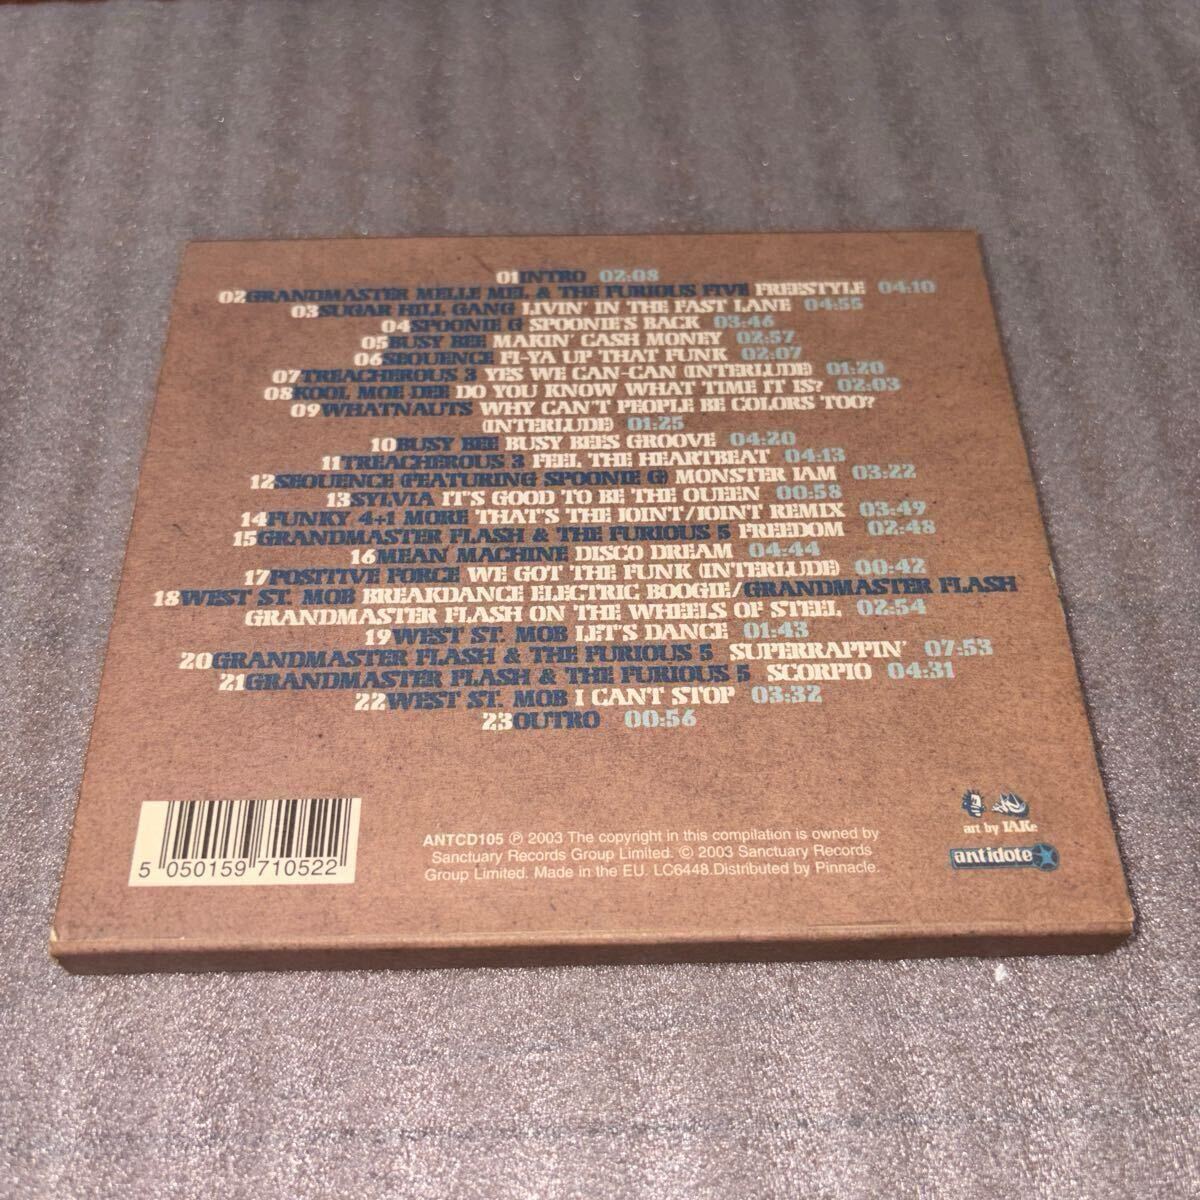 01INTRO 02:08
02GRANDMASTER MELLE MEL & THE FURIOUS FIVE FREESTYLE 04:10
03SUGAR HILL GANG LIVIN' IN THE FAST LANE 04:55
04SPOONIE G SPOONIE'S BACK 03:46
05BUSY BEE MAKIN' CASH MONEY 02:57
06SEQUENCE FI-YA UP THAT FUNK 02:07
07TREACHEROUS 3 YES WE CAN-CAN (INTERLUDE) 01:20
08KOOL MOE DEE DO YOU KNOW WHAT TIME IT IS? 02:03
09WHATNAUTS WHY CAN'T PEOPLE BE COLORS TOO?
(INTERLUDE) 01:25
10BUSY BEE BUSY BEES GROOVE 04:20
11TREACHEROUS 3 FEEL THE HEARTBEAT 04:13
12SEQUENCE (FEATURING SPOONIE G) MONSTER JAM 03:22
13SYLVIA IT'S GOOD TO BE THE QUEEN 00:58
14FUNKY 4+1 MORE THAT'S THE JOINT/JOINT REMIX 03:49
15GRANDMASTER FLASH & THE FURIOUS 5 FREEDOM 02:48
16MEAN MACHINE DISCO DREAM 04:44
17POSITIVE FORCE WE GOT THE FUNK (INTERLUDE) 00:42
18WEST ST. MOB BREAKDANCE ELECTRIC BOOGIE/GRANDMASTER FLASH
GRANDMASTER FLASH ON THE WHEELS OF STEEL 02:54
19WEST ST. MOB LET'S DANCE 01:43
20GRANDMASTER FLASH & THE FURIOUS 5 SUPERRAPPIN' 07:53
21GRANDMASTER FLASH & THE FURIOUS 5 SCORPIO 04:31
22WEST ST. MOB I CANT STOP 03:32
23OUTRO 00:56
5 050159 710522
ANTCD105 ℗ 2003 The copyright in this compilation is owned by
Sanctuary Records Group Limited. © 2003 Sanctuary Records
Group Limited. Made in the EU. LC6448.Distributed by Pinnacle.
art by JAKe
antidote